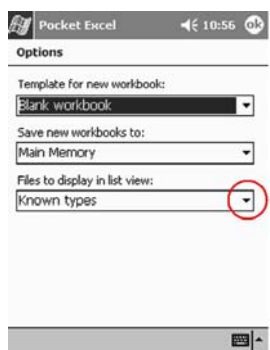 Pocket Excel 10:56 ok
Options
Template for new workbook:
Blank workbook
Save new workbooks to:
Main Memory
Files to display in list view:
Known types